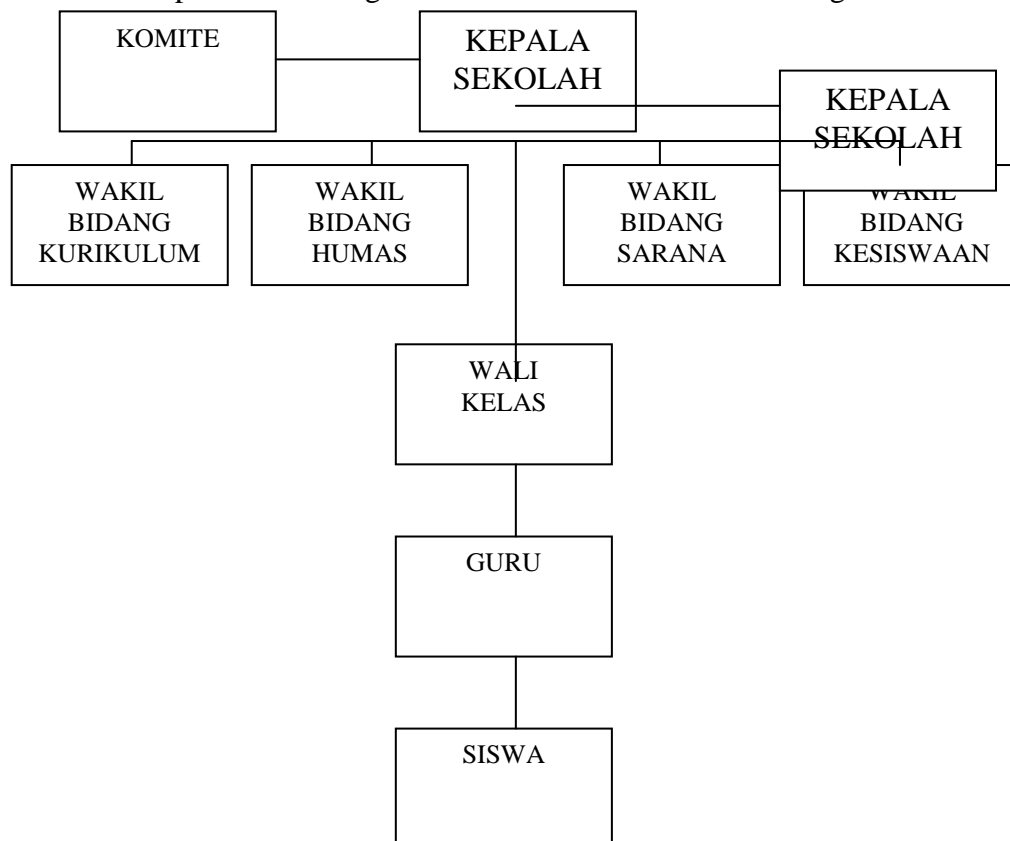 KOMITE
KEPALA
SEKOLAH
KEPALA
SEKOLAH
WAKIL
BIDANG
KURIKULUM
WAKIL
BIDANG
HUMAS
WAKIL
BIDANG
SARANA
WAKIL
BIDANG
KESISWAAN
WALI
KELAS
GURU
SISWA